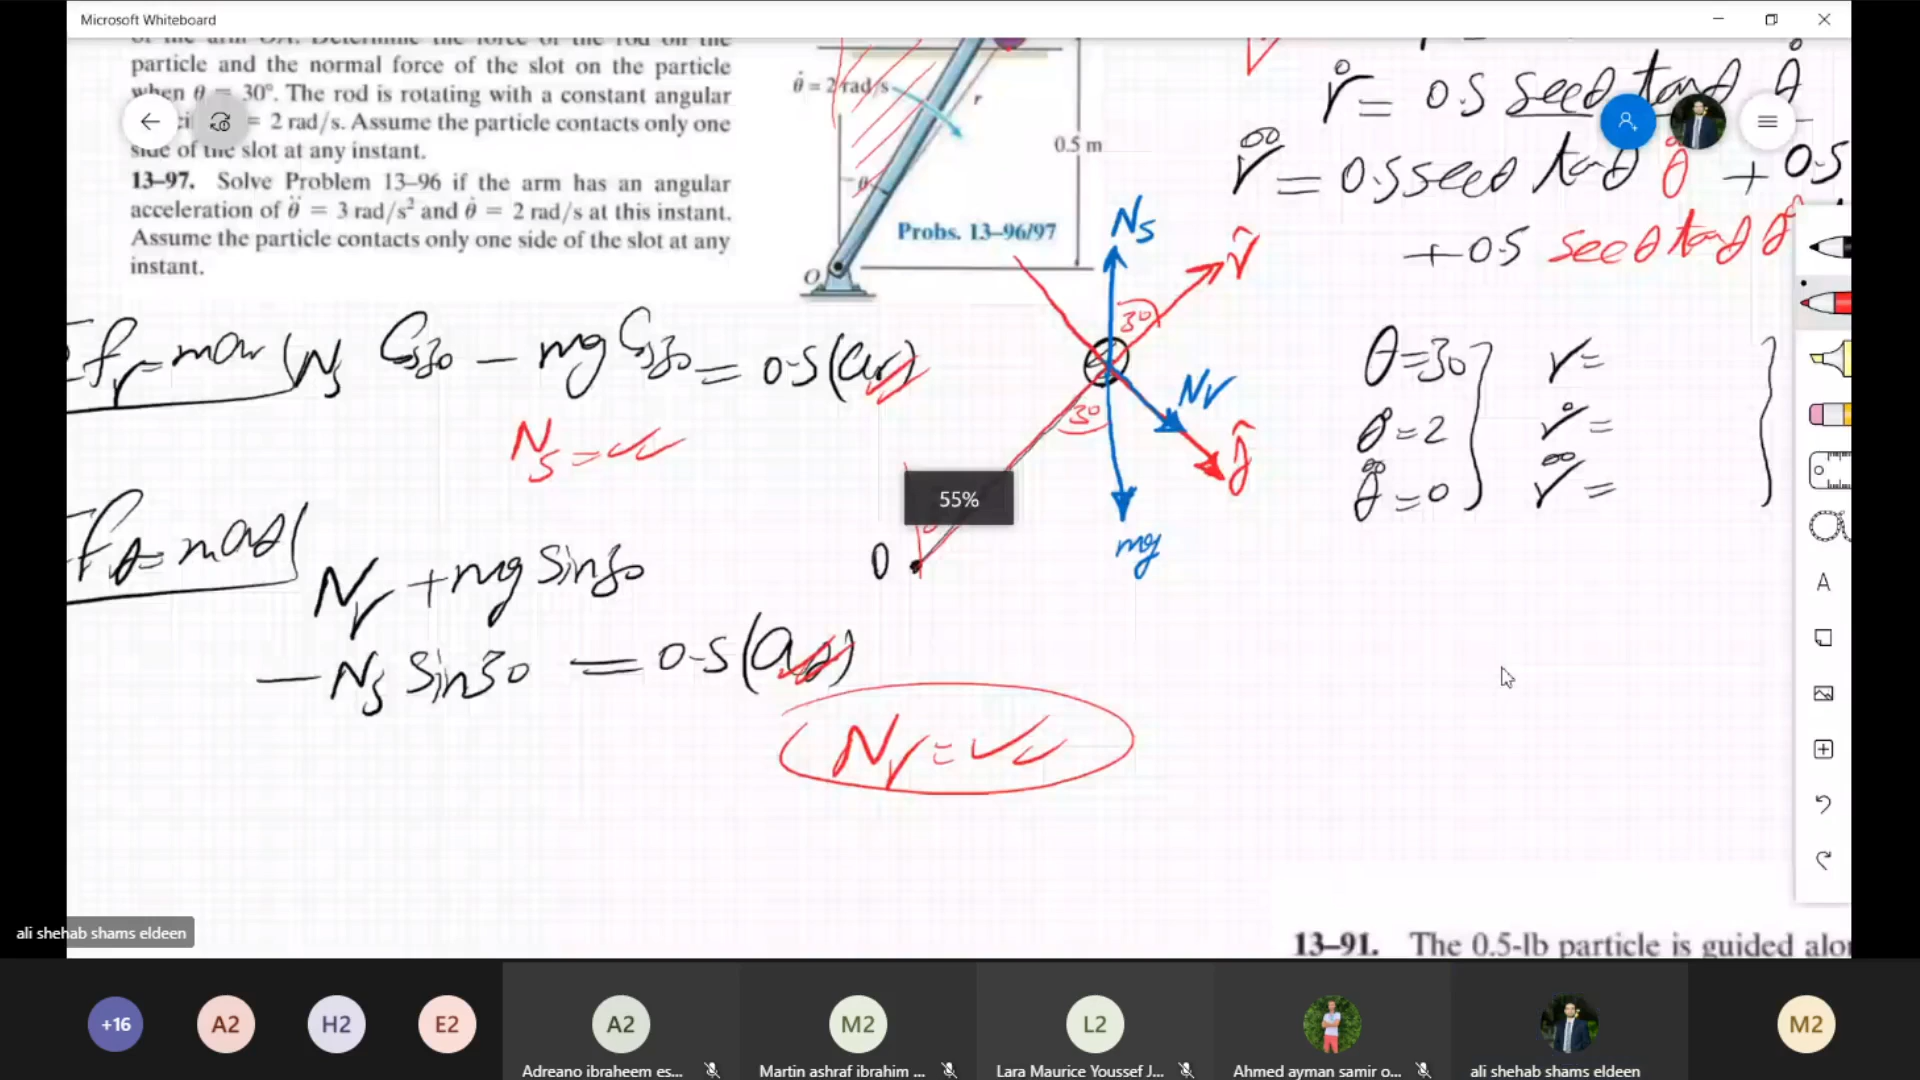 Microsoft Whiteboard
particle and the normal force of the slot on the particle
when θ = 30°. The rod is rotating with a constant angular
= 2 rad/s. Assume the particle contacts only one
side of the slot at any instant.
13–97. Solve Problem 13–96 if the arm has an angular
acceleration of θ̈ = 3 rad/s² and θ̇ = 2 rad/s at this instant.
Assume the particle contacts only one side of the slot at any
instant.
θ̇ = 2 rad/s
r
0.5 m
θ
Probs. 13–96/97
O
ṙ = 0.5 secθ tanθ θ̇
r̈ = 0.5 secθ tanθ θ̇ + 0.5
+ 0.5 secθ tanθ θ̈
Ns
r̂
30
Nr
30
θ̂
mg
O
55%
Fr = mar
Ns Cos30 – mg Cos30 = 0.5(ar)
Ns = ✓
Fθ = maθ
Nr + mg Sin30
– Ns Sin30 = 0.5(aθ)
Nr = ✓
θ = 30
θ̇ = 2
θ̈ = 0
r =
ṙ =
r̈ =
A
13–91. The 0.5-lb particle is guided alo
ali shehab shams eldeen
+16
A2
H2
E2
A2
Adreano ibraheem es...
M2
Martin ashraf ibrahim ...
L2
Lara Maurice Youssef J...
Ahmed ayman samir o...
ali shehab shams eldeen
M2